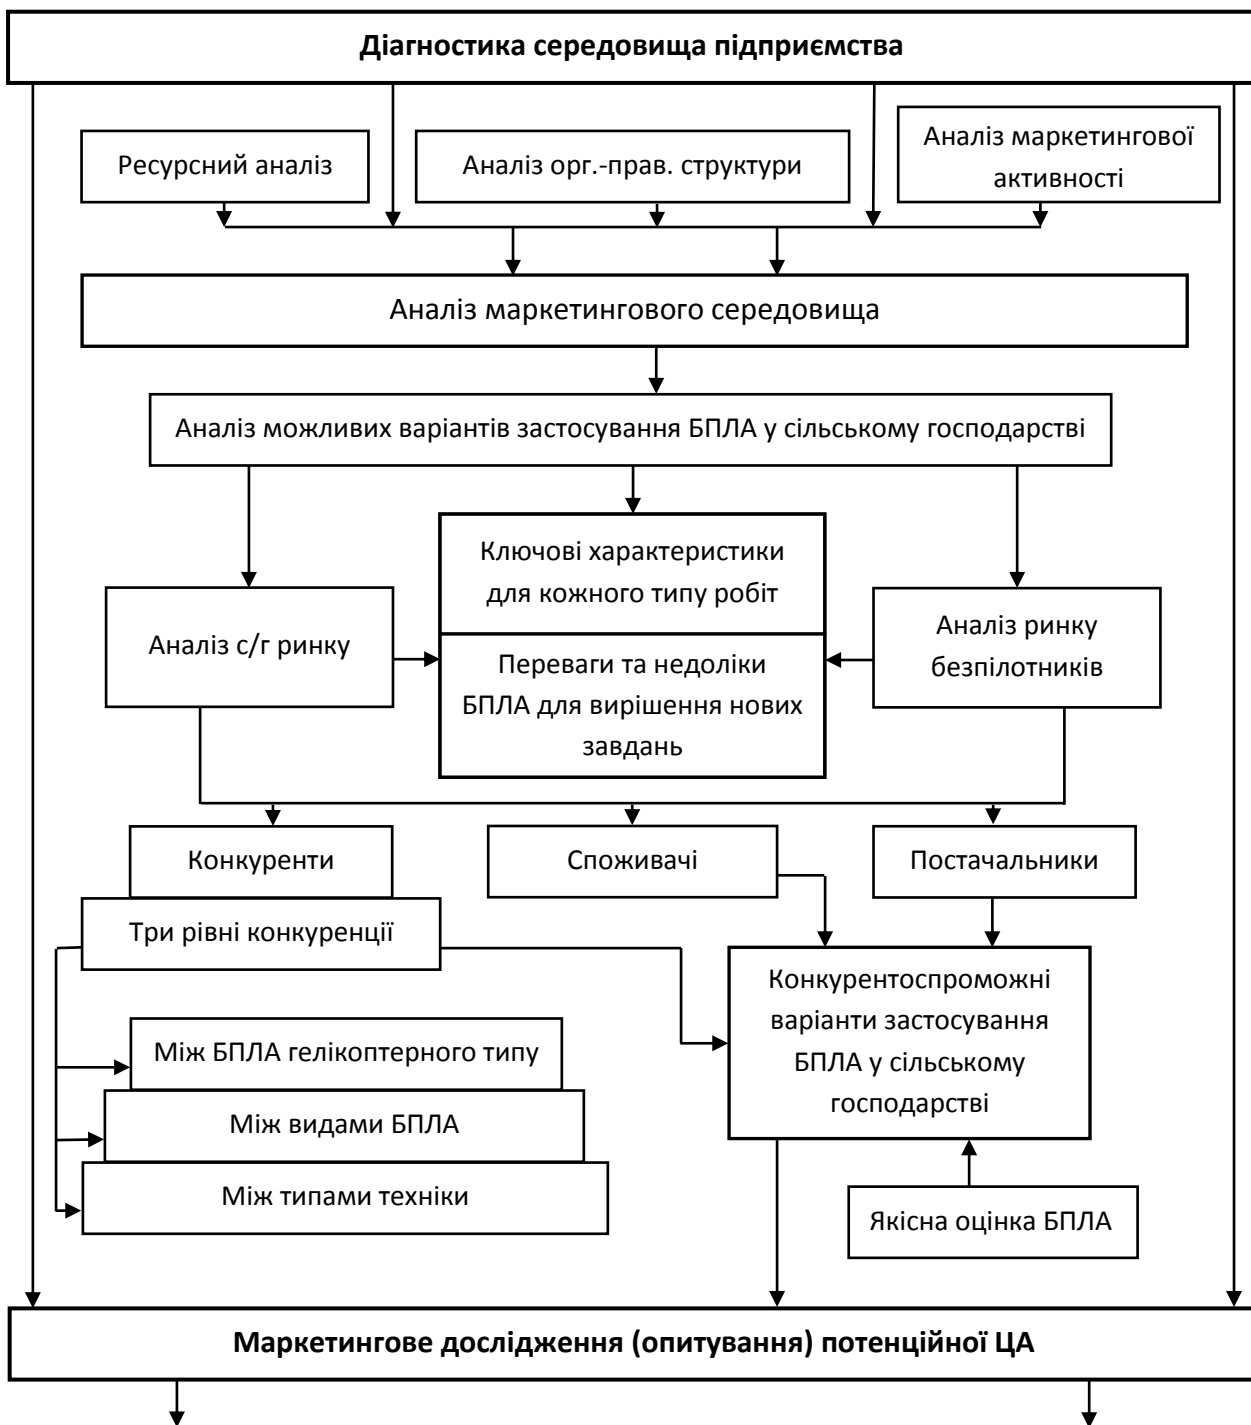 Діагностика середовища підприємства
Ресурсний аналіз
Аналіз орг.-прав. структури
Аналіз маркетингової
активності
Аналіз маркетингового середовища
Аналіз можливих варіантів застосування БПЛА у сільському господарстві
Ключові характеристики
для кожного типу робіт
Аналіз с/г ринку
Переваги та недоліки
БПЛА для вирішення нових
завдань
Аналіз ринку
безпілотників
Конкуренти
Споживачі
Постачальники
Три рівні конкуренції
Конкурентоспроможні
варіанти застосування
БПЛА у сільському
господарстві
Між БПЛА гелікоптерного типу
Між видами БПЛА
Між типами техніки
Якісна оцінка БПЛА
Маркетингове дослідження (опитування) потенційної ЦА